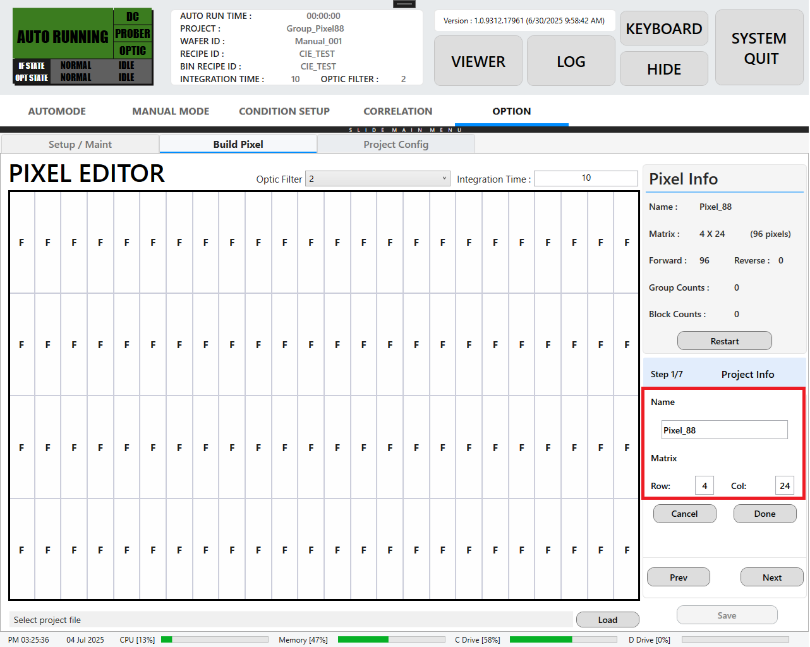 AUTO RUNNING
DC
PROBER
OPTIC
IF STATE NORMAL IDLE
OPT STATE NORMAL IDLE
AUTO RUN TIME : 00:00:00
PROJECT : Group_Pixel88
WAFER ID : Manual_001
RECIPE ID : CIE_TEST
BIN RECIPE ID : CIE_TEST
INTEGRATION TIME : 10 OPTIC FILTER : 2
Version : 1.0.9312,17961 (6/30/2025 9:58:42 AM)
VIEWER
LOG
KEYBOARD
HIDE
SYSTEM
QUIT
AUTOMODE MANUAL MODE CONDITION SETUP CORRELATION OPTION
SLIDE MAIN MENU
Setup / Maint Build Pixel Project Config
PIXEL EDITOR
Optic Filter 2 Integration Time : 10
F F F F F F F F F F F F F F F F F F F F F F F F
F F F F F F F F F F F F F F F F F F F F F F F F
F F F F F F F F F F F F F F F F F F F F F F F F
F F F F F F F F F F F F F F F F F F F F F F F F
Select project file Load
Pixel Info
Name : Pixel_88
Matrix : 4 X 24 (96 pixels)
Forward : 96 Reverse : 0
Group Counts : 0
Block Counts : 0
Restart
Step 1/7 Project Info
Name
Pixel_88
Matrix
Row: 4 Col: 24
Cancel Done
Prev Next
Save
PM 03:25:36 04 Jul 2025 CPU [13%] Memory [47%] C Drive [58%] D Drive [0%]